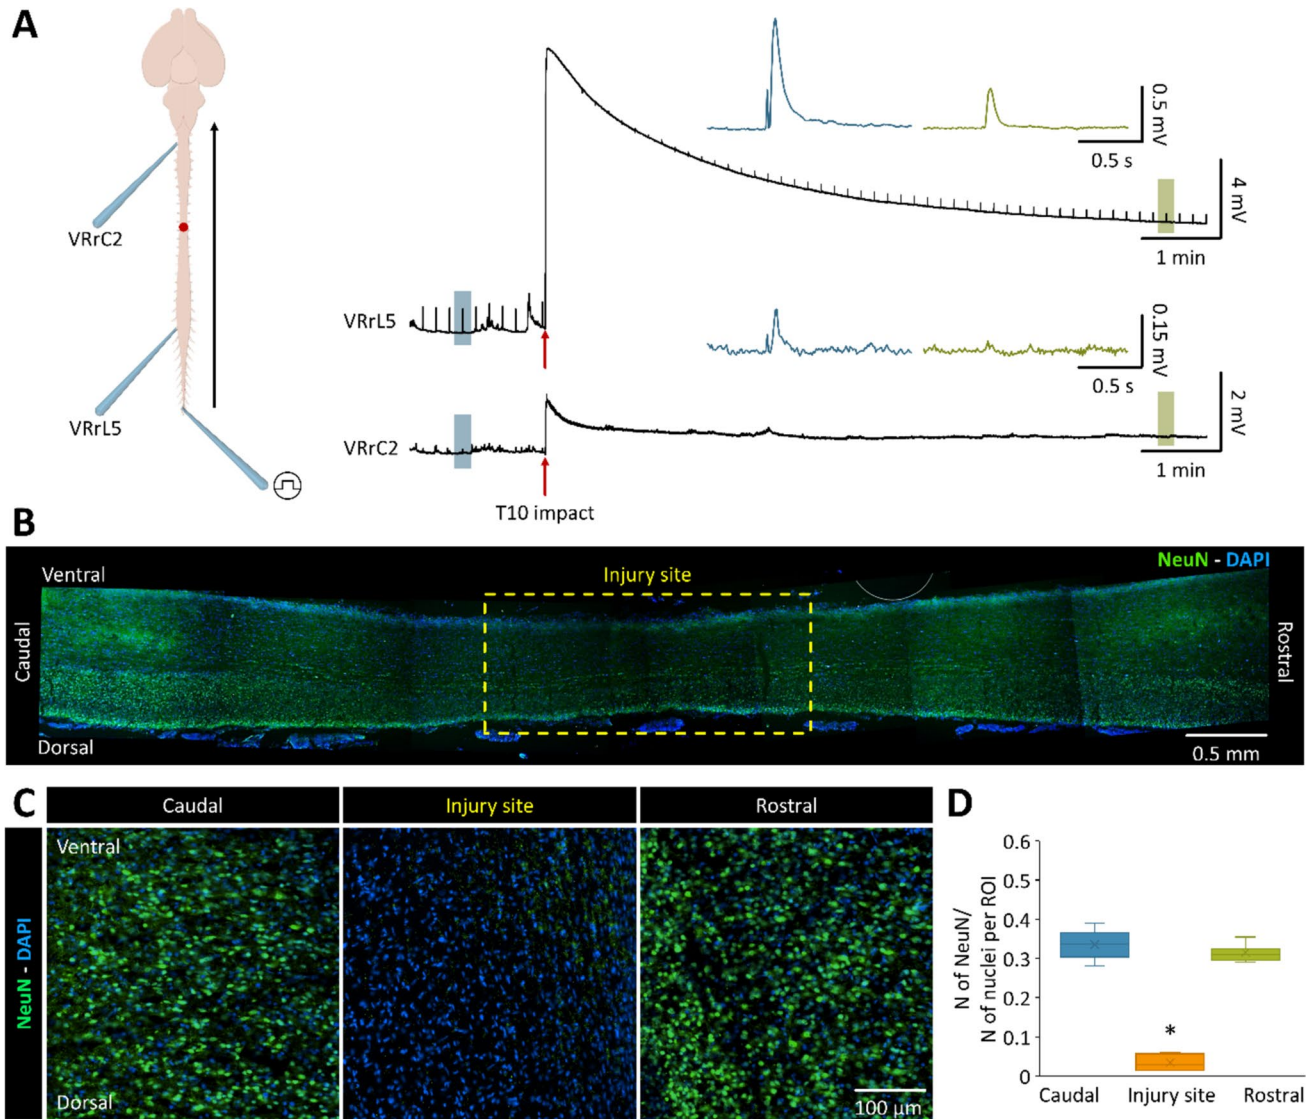 A
VRrC2
VRrL5
0.5 mV
0.5 s
4 mV
1 min
VRrL5
0.15 mV
0.5 s
2 mV
VRrC2
1 min
T10 impact
B
NeuN - DAPI
Ventral
Injury site
Caudal
Rostral
Dorsal
0.5 mm
C
Caudal
Injury site
Rostral
NeuN - DAPI
Ventral
Dorsal
100 µm
D
N of NeuN/
N of nuclei per ROI
0.6
0.5
0.4
0.3
0.2
0.1
0
*
Caudal
Injury site
Rostral